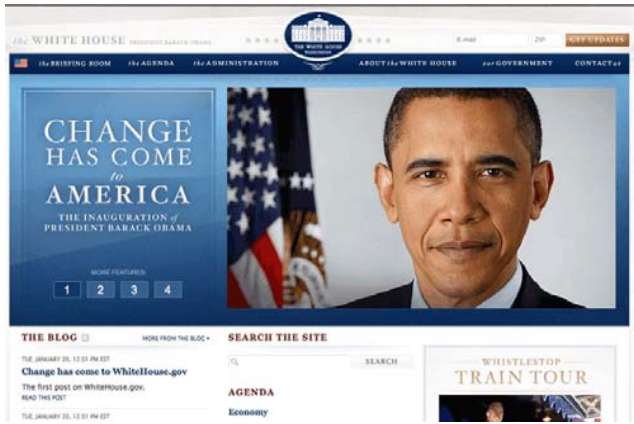 the WHITE HOUSE PRESIDENT BARACK OBAMA
THE WHITE HOUSE
WASHINGTON
E-mail
ZIP
GET UPDATES
the BRIEFING ROOM
the AGENDA
the ADMINISTRATION
ABOUT the WHITE HOUSE
our GOVERNMENT
CONTACT us
CHANGE
HAS COME
to
AMERICA
THE INAUGURATION of
PRESIDENT BARACK OBAMA
MORE FEATURES:
1 2 3 4
THE BLOG
MORE FROM THE BLOG
TUE, JANUARY 20, 12:01 PM EST
Change has come to WhiteHouse.gov
The first post on WhiteHouse.gov.
READ THIS POST
TUE, JANUARY 20, 12:01 PM EST
SEARCH THE SITE
SEARCH
AGENDA
Economy
WHISTLESTOP
TRAIN TOUR